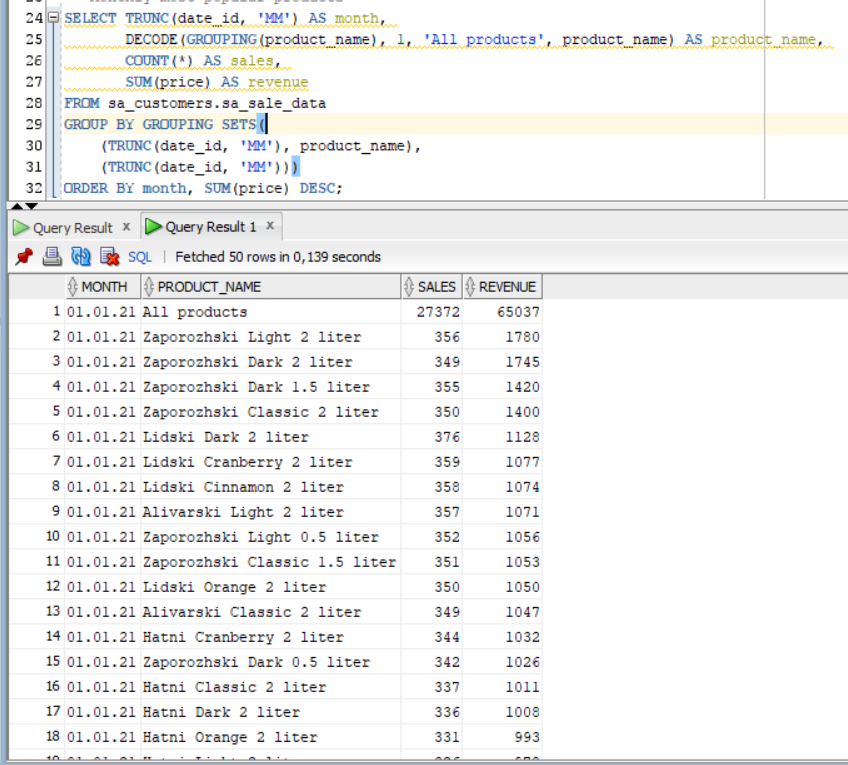 24 SELECT TRUNC(date_id, 'MM') AS month,
25 DECODE(GROUPING(product_name), 1, 'All products', product_name) AS product_name,
26 COUNT(*) AS sales,
27 SUM(price) AS revenue
28 FROM sa_customers.sa_sale_data
29 GROUP BY GROUPING SETS(
30 (TRUNC(date_id, 'MM'), product_name),
31 (TRUNC(date_id, 'MM')))
32 ORDER BY month, SUM(price) DESC;
Query Result x Query Result 1 x
SQL | Fetched 50 rows in 0,139 seconds
MONTH PRODUCT_NAME SALES REVENUE
1 01.01.21 All products 27372 65037
2 01.01.21 Zaporozhski Light 2 liter 356 1780
3 01.01.21 Zaporozhski Dark 2 liter 349 1745
4 01.01.21 Zaporozhski Dark 1.5 liter 355 1420
5 01.01.21 Zaporozhski Classic 2 liter 350 1400
6 01.01.21 Lidski Dark 2 liter 376 1128
7 01.01.21 Lidski Cranberry 2 liter 359 1077
8 01.01.21 Lidski Cinnamon 2 liter 358 1074
9 01.01.21 Alivarski Light 2 liter 357 1071
10 01.01.21 Zaporozhski Light 0.5 liter 352 1056
11 01.01.21 Zaporozhski Classic 1.5 liter 351 1053
12 01.01.21 Lidski Orange 2 liter 350 1050
13 01.01.21 Alivarski Classic 2 liter 349 1047
14 01.01.21 Hatni Cranberry 2 liter 344 1032
15 01.01.21 Zaporozhski Dark 0.5 liter 342 1026
16 01.01.21 Hatni Classic 2 liter 337 1011
17 01.01.21 Hatni Dark 2 liter 336 1008
18 01.01.21 Hatni Orange 2 liter 331 993